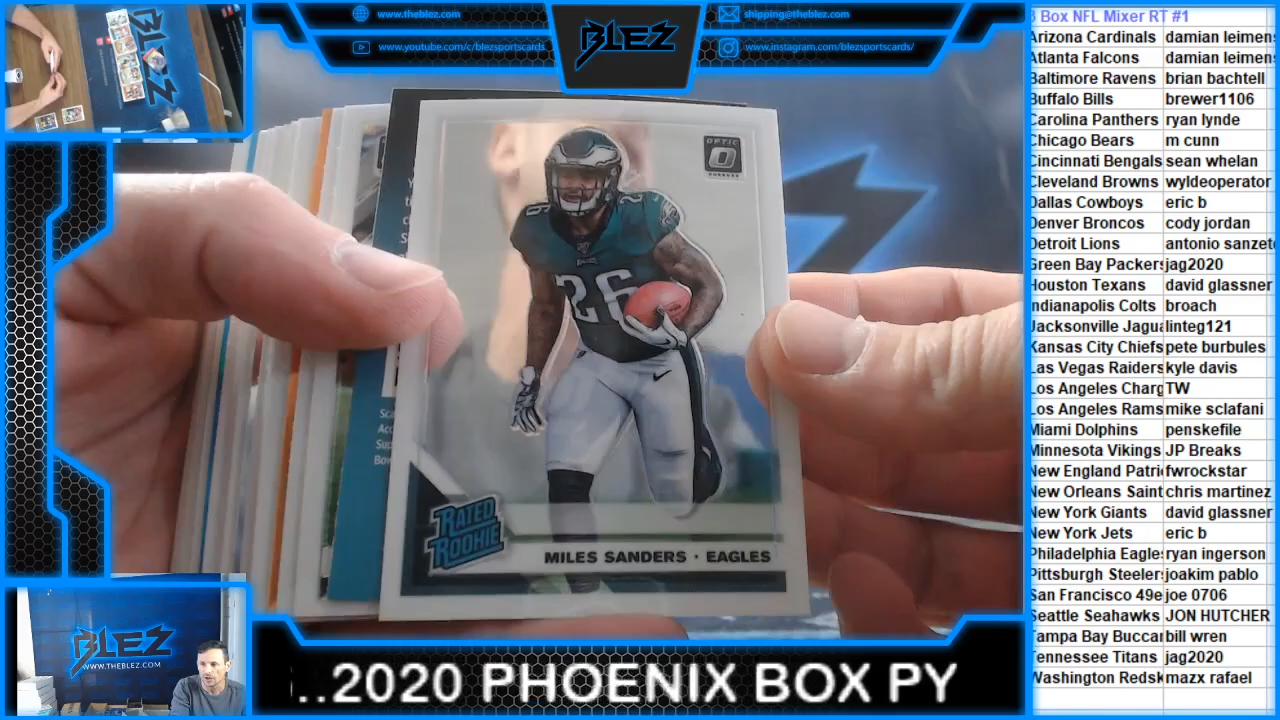 www.theblez.com
shipping@theblez.com
www.youtube.com/c/blezsportscards
www.instagram.com/blezsportscards/
BLEZ
3 Box NFL Mixer RT #1
Arizona Cardinals damian leimens
Atlanta Falcons damian leimens
Baltimore Ravens brian bachtell
Buffalo Bills brewer1106
Carolina Panthers ryan lynde
Chicago Bears m cunn
Cincinnati Bengals sean whelan
Cleveland Browns wyldeoperator
Dallas Cowboys eric b
Denver Broncos cody jordan
Detroit Lions antonio sanzet
Green Bay Packers jag2020
Houston Texans david glassner
Indianapolis Colts broach
Jacksonville Jagua linteg121
Kansas City Chiefs pete burbules
Las Vegas Raiders kyle davis
Los Angeles Charg TW
Los Angeles Rams mike sclafani
Miami Dolphins penskefile
Minnesota Vikings JP Breaks
New England Patri fwrockstar
New Orleans Saint chris martinez
New York Giants david glassner
New York Jets eric b
Philadelphia Eagle ryan ingerson
Pittsburgh Steeler joakim pablo
San Francisco 49e joe 0706
Seattle Seahawks JON HUTCHER
Tampa Bay Buccar bill wren
Tennessee Titans jag2020
Washington Redsk mazx rafael
BLEZ
OPTIC
26
26
RATED
ROOKIE
MILES SANDERS · EAGLES
BLEZ
WWW.THEBLEZ.COM
..2020 PHOENIX BOX PY